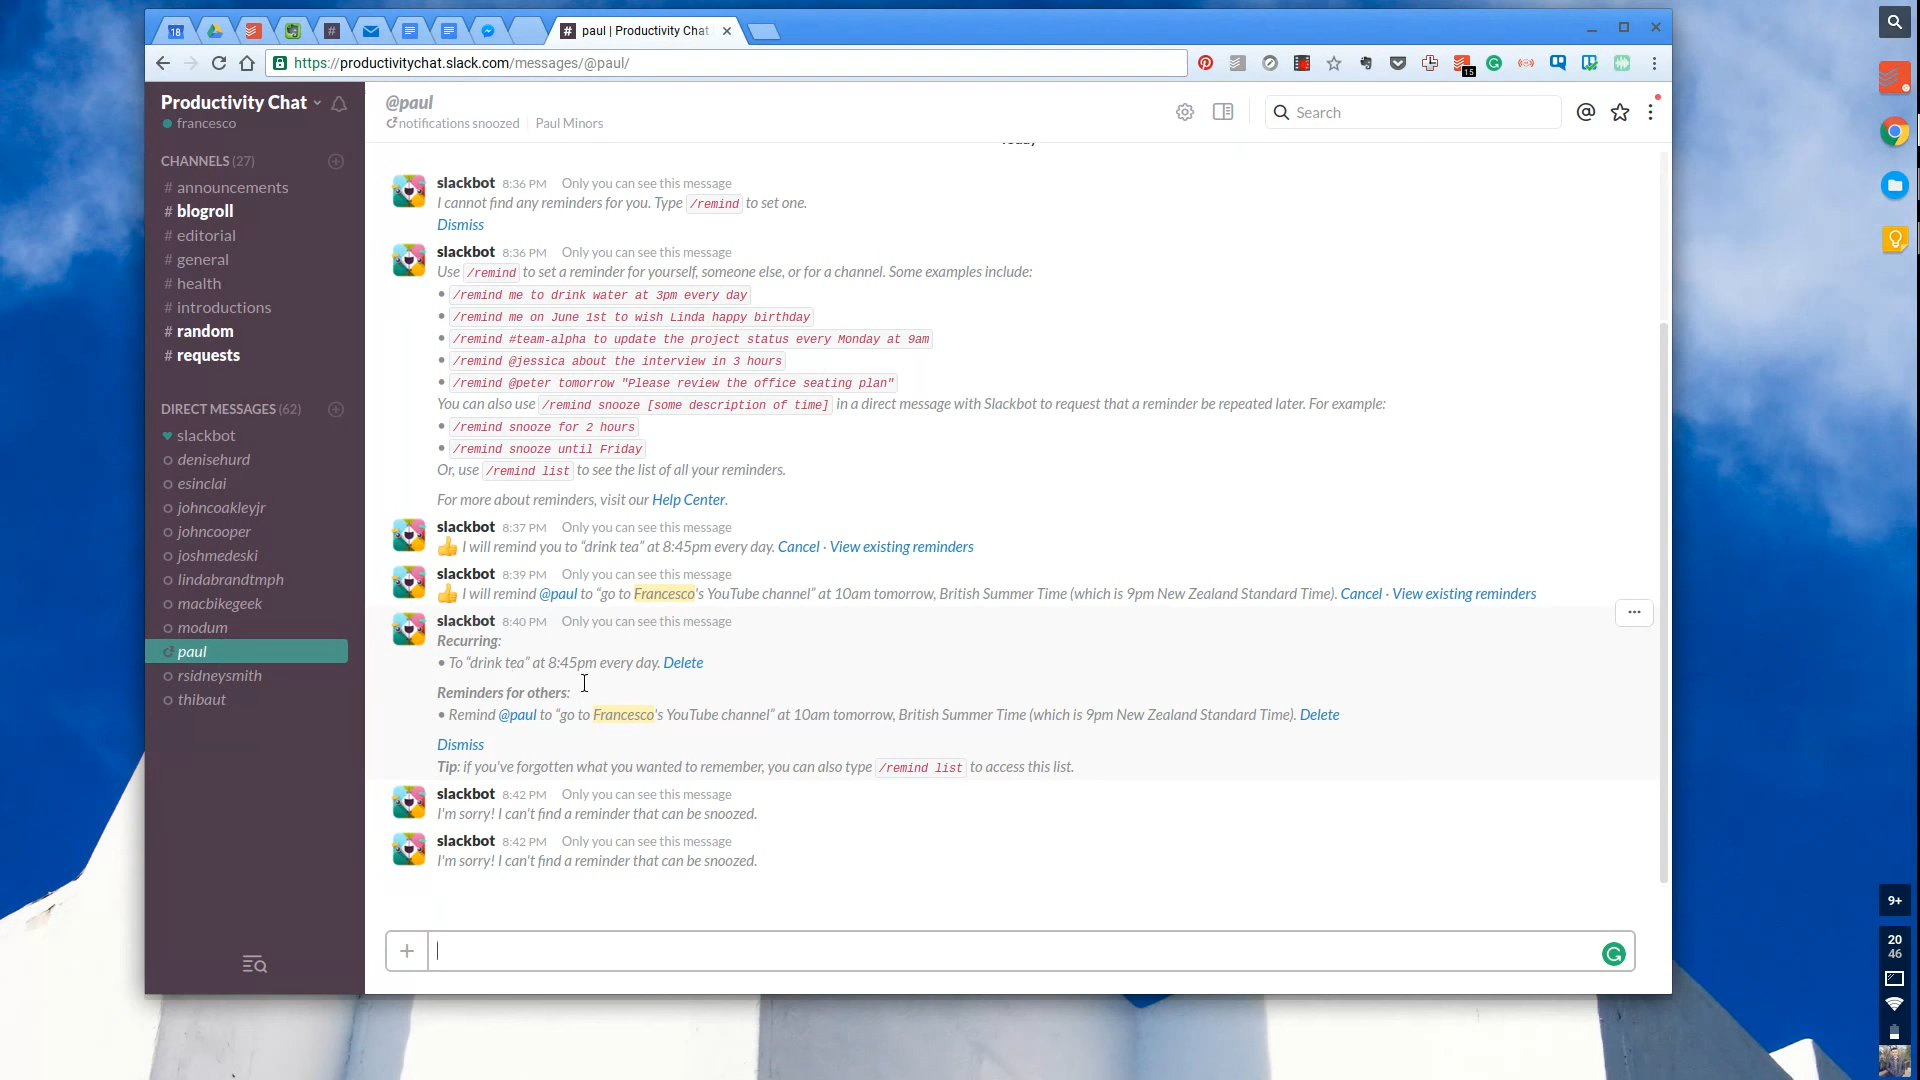 18
# paul | Productivity Chat
https://productivitychat.slack.com/messages/@paul/
15
Productivity Chat
francesco
CHANNELS (27)
# announcements
# blogroll
# editorial
# general
# health
# introductions
# random
# requests
DIRECT MESSAGES (62)
slackbot
denisehurd
esinclai
johncoakleyjr
johncooper
joshmedeski
lindabrandtmph
macbikegeek
modum
paul
rsidneysmith
thibaut
@paul
notifications snoozed Paul Minors
Search
slackbot 8:36 PM Only you can see this message
I cannot find any reminders for you. Type /remind to set one.
Dismiss
slackbot 8:36 PM Only you can see this message
Use /remind to set a reminder for yourself, someone else, or for a channel. Some examples include:
• /remind me to drink water at 3pm every day
• /remind me on June 1st to wish Linda happy birthday
• /remind #team-alpha to update the project status every Monday at 9am
• /remind @jessica about the interview in 3 hours
• /remind @peter tomorrow "Please review the office seating plan"
You can also use /remind snooze [some description of time] in a direct message with Slackbot to request that a reminder be repeated later. For example:
• /remind snooze for 2 hours
• /remind snooze until Friday
Or, use /remind list to see the list of all your reminders.
For more about reminders, visit our Help Center.
slackbot 8:37 PM Only you can see this message
I will remind you to “drink tea” at 8:45pm every day. Cancel · View existing reminders
slackbot 8:39 PM Only you can see this message
I will remind @paul to “go to Francesco's YouTube channel” at 10am tomorrow, British Summer Time (which is 9pm New Zealand Standard Time). Cancel · View existing reminders
slackbot 8:40 PM Only you can see this message
Recurring:
• To “drink tea” at 8:45pm every day. Delete
Reminders for others:
• Remind @paul to “go to Francesco's YouTube channel” at 10am tomorrow, British Summer Time (which is 9pm New Zealand Standard Time). Delete
Dismiss
Tip: if you've forgotten what you wanted to remember, you can also type /remind list to access this list.
slackbot 8:42 PM Only you can see this message
I'm sorry! I can't find a reminder that can be snoozed.
slackbot 8:42 PM Only you can see this message
I'm sorry! I can't find a reminder that can be snoozed.
9+
20
46